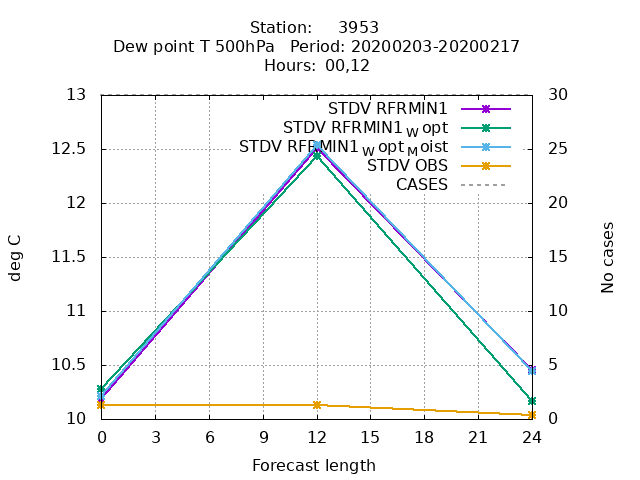 Station: 3953
Dew point T 500hPa Period: 20200203-20200217
Hours: 00,12
13 30
STDV RFRMIN1
STDV RFRMIN1_W opt
12.5 STDV RFRMIN1_W opt_M oist 25
STDV OBS
CASES
12 20
11.5 15
11 10
10.5 5
10 0
deg C
No cases
0 3 6 9 12 15 18 21 24
Forecast length